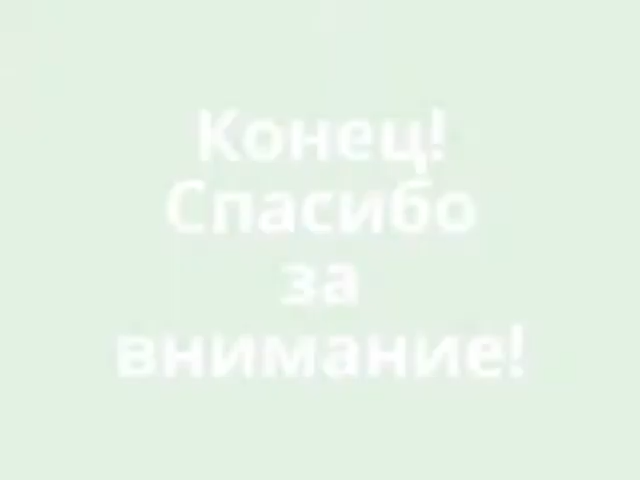 Конец!
Спасибо
за
внимание!